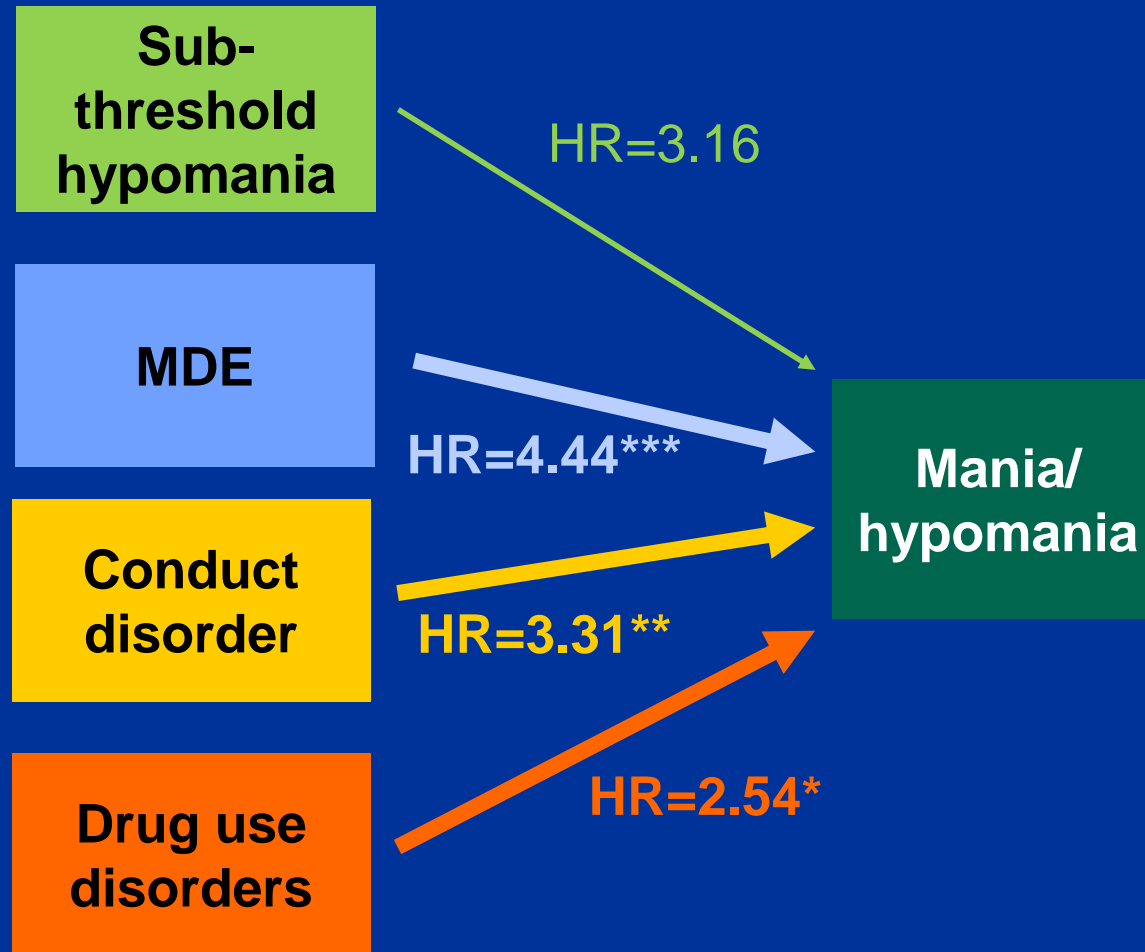 Sub-
threshold
hypomania
HR=3.16
MDE
HR=4.44***
Mania/
hypomania
Conduct
disorder
HR=3.31**
Drug use
disorders
HR=2.54*